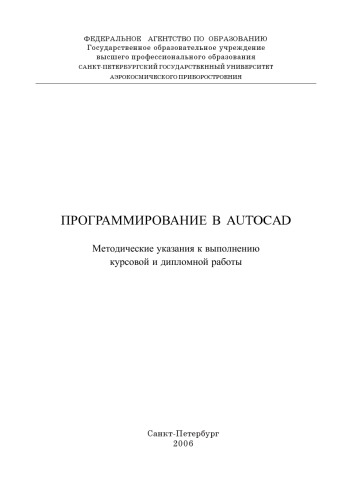 ФЕДЕРАЛЬНОЕ АГЕНТСТВО ПО ОБРАЗОВАНИЮ
Государственное образовательное учреждение
высшего профессионального образования
САНКТ-ПЕТЕРБУРГСКИЙ ГОСУДАРСТВЕННЫЙ УНИВЕРСИТЕТ
АЭРОКОСМИЧЕСКОГО ПРИБОРОСТРОЕНИЯ
ПРОГРАММИРОВАНИЕ В AUTOCAD
Методические указания к выполнению
курсовой и дипломной работы
Санкт-Петербург
2006